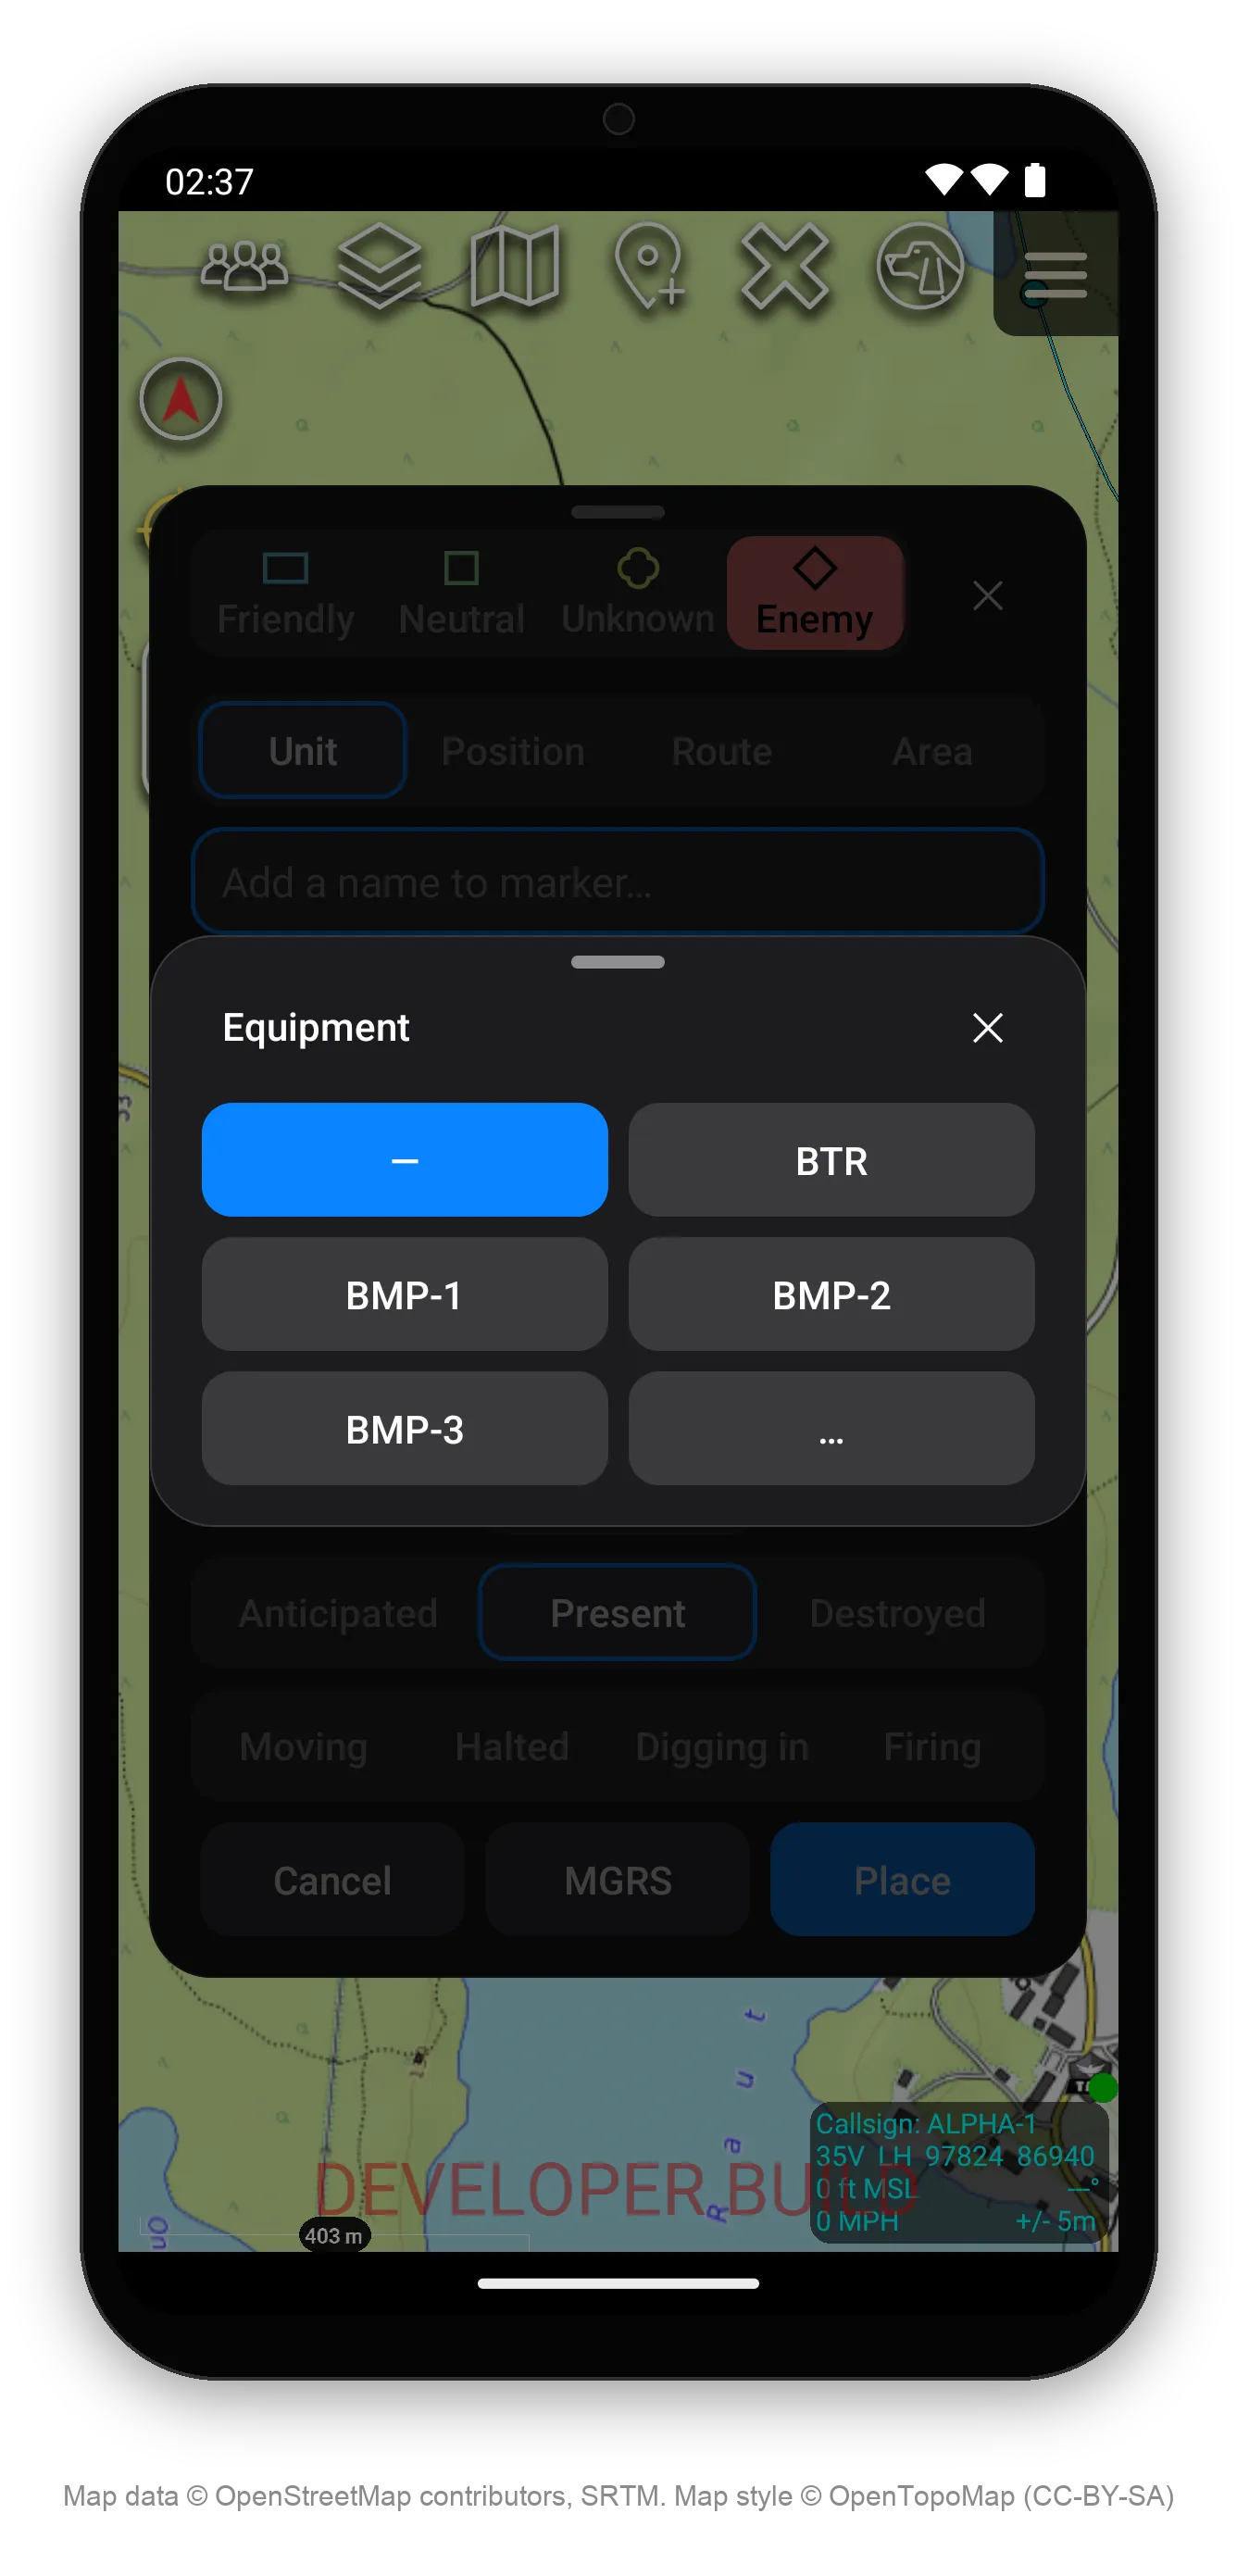 02:37
Friendly Neutral Unknown Enemy
Unit Position Route Area
Add a name to marker...
Equipment
— BTR
BMP-1 BMP-2
BMP-3 ...
Anticipated Present Destroyed
Moving Halted Digging in Firing
Cancel MGRS Place
R a u t
Callsign: ALPHA-1
35V LH 97824 86940
0 ft MSL —°
0 MPH +/- 5m
DEVELOPER BUILD
403 m
Map data © OpenStreetMap contributors, SRTM. Map style © OpenTopoMap (CC-BY-SA)